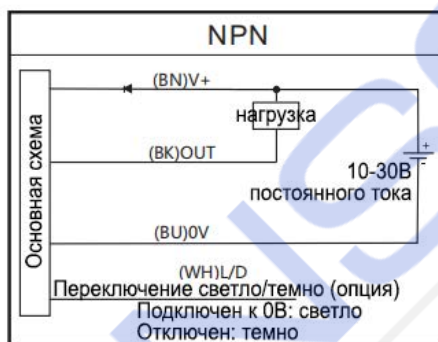 NPN
(BN)V+
нагрузка
(BK)OUT
+
-
10-30В
постоянного тока
Основная схема
(BU)0V
(WH)L/D
Переключение светло/темно (опция)
Подключен к 0В: светло
Отключен: темно